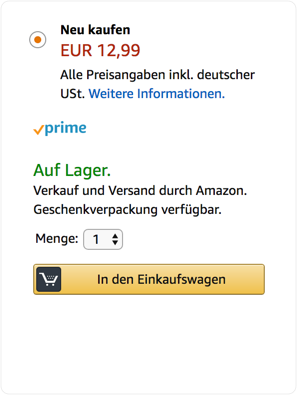 Neu kaufen
EUR 12,99
Alle Preisangaben inkl. deutscher
USt. Weitere Informationen.
prime
Auf Lager.
Verkauf und Versand durch Amazon.
Geschenkverpackung verfügbar.
Menge: 1
In den Einkaufswagen